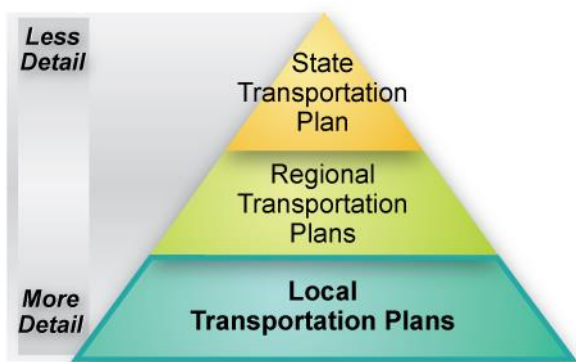 Less
Detail
State
Transportation
Plan
Regional
Transportation
Plans
More
Detail
Local
Transportation Plans